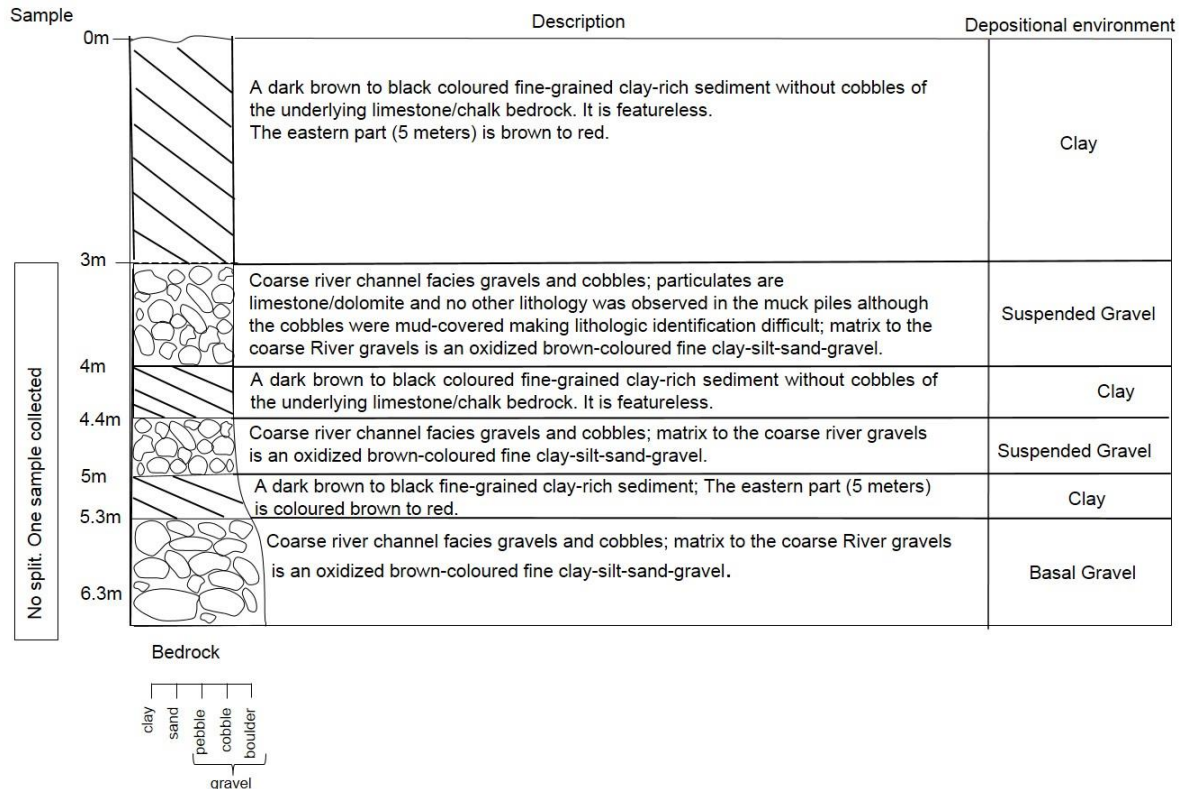 Sample
Description
Depositional environment
0m
A dark brown to black coloured fine-grained clay-rich sediment without cobbles of
the underlying limestone/chalk bedrock. It is featureless.
The eastern part (5 meters) is brown to red.
Clay
3m
Coarse river channel facies gravels and cobbles; particulates are
limestone/dolomite and no other lithology was observed in the muck piles although
the cobbles were mud-covered making lithologic identification difficult; matrix to the
coarse River gravels is an oxidized brown-coloured fine clay-silt-sand-gravel.
Suspended Gravel
4m
A dark brown to black coloured fine-grained clay-rich sediment without cobbles of
the underlying limestone/chalk bedrock. It is featureless.
Clay
4.4m
Coarse river channel facies gravels and cobbles; matrix to the coarse river gravels
is an oxidized brown-coloured fine clay-silt-sand-gravel.
Suspended Gravel
5m
A dark brown to black fine-grained clay-rich sediment; The eastern part (5 meters)
is coloured brown to red.
Clay
5.3m
Coarse river channel facies gravels and cobbles; matrix to the coarse River gravels
is an oxidized brown-coloured fine clay-silt-sand-gravel.
Basal Gravel
6.3m
No split. One sample collected
Bedrock
clay
sand
pebble
cobble
boulder
gravel